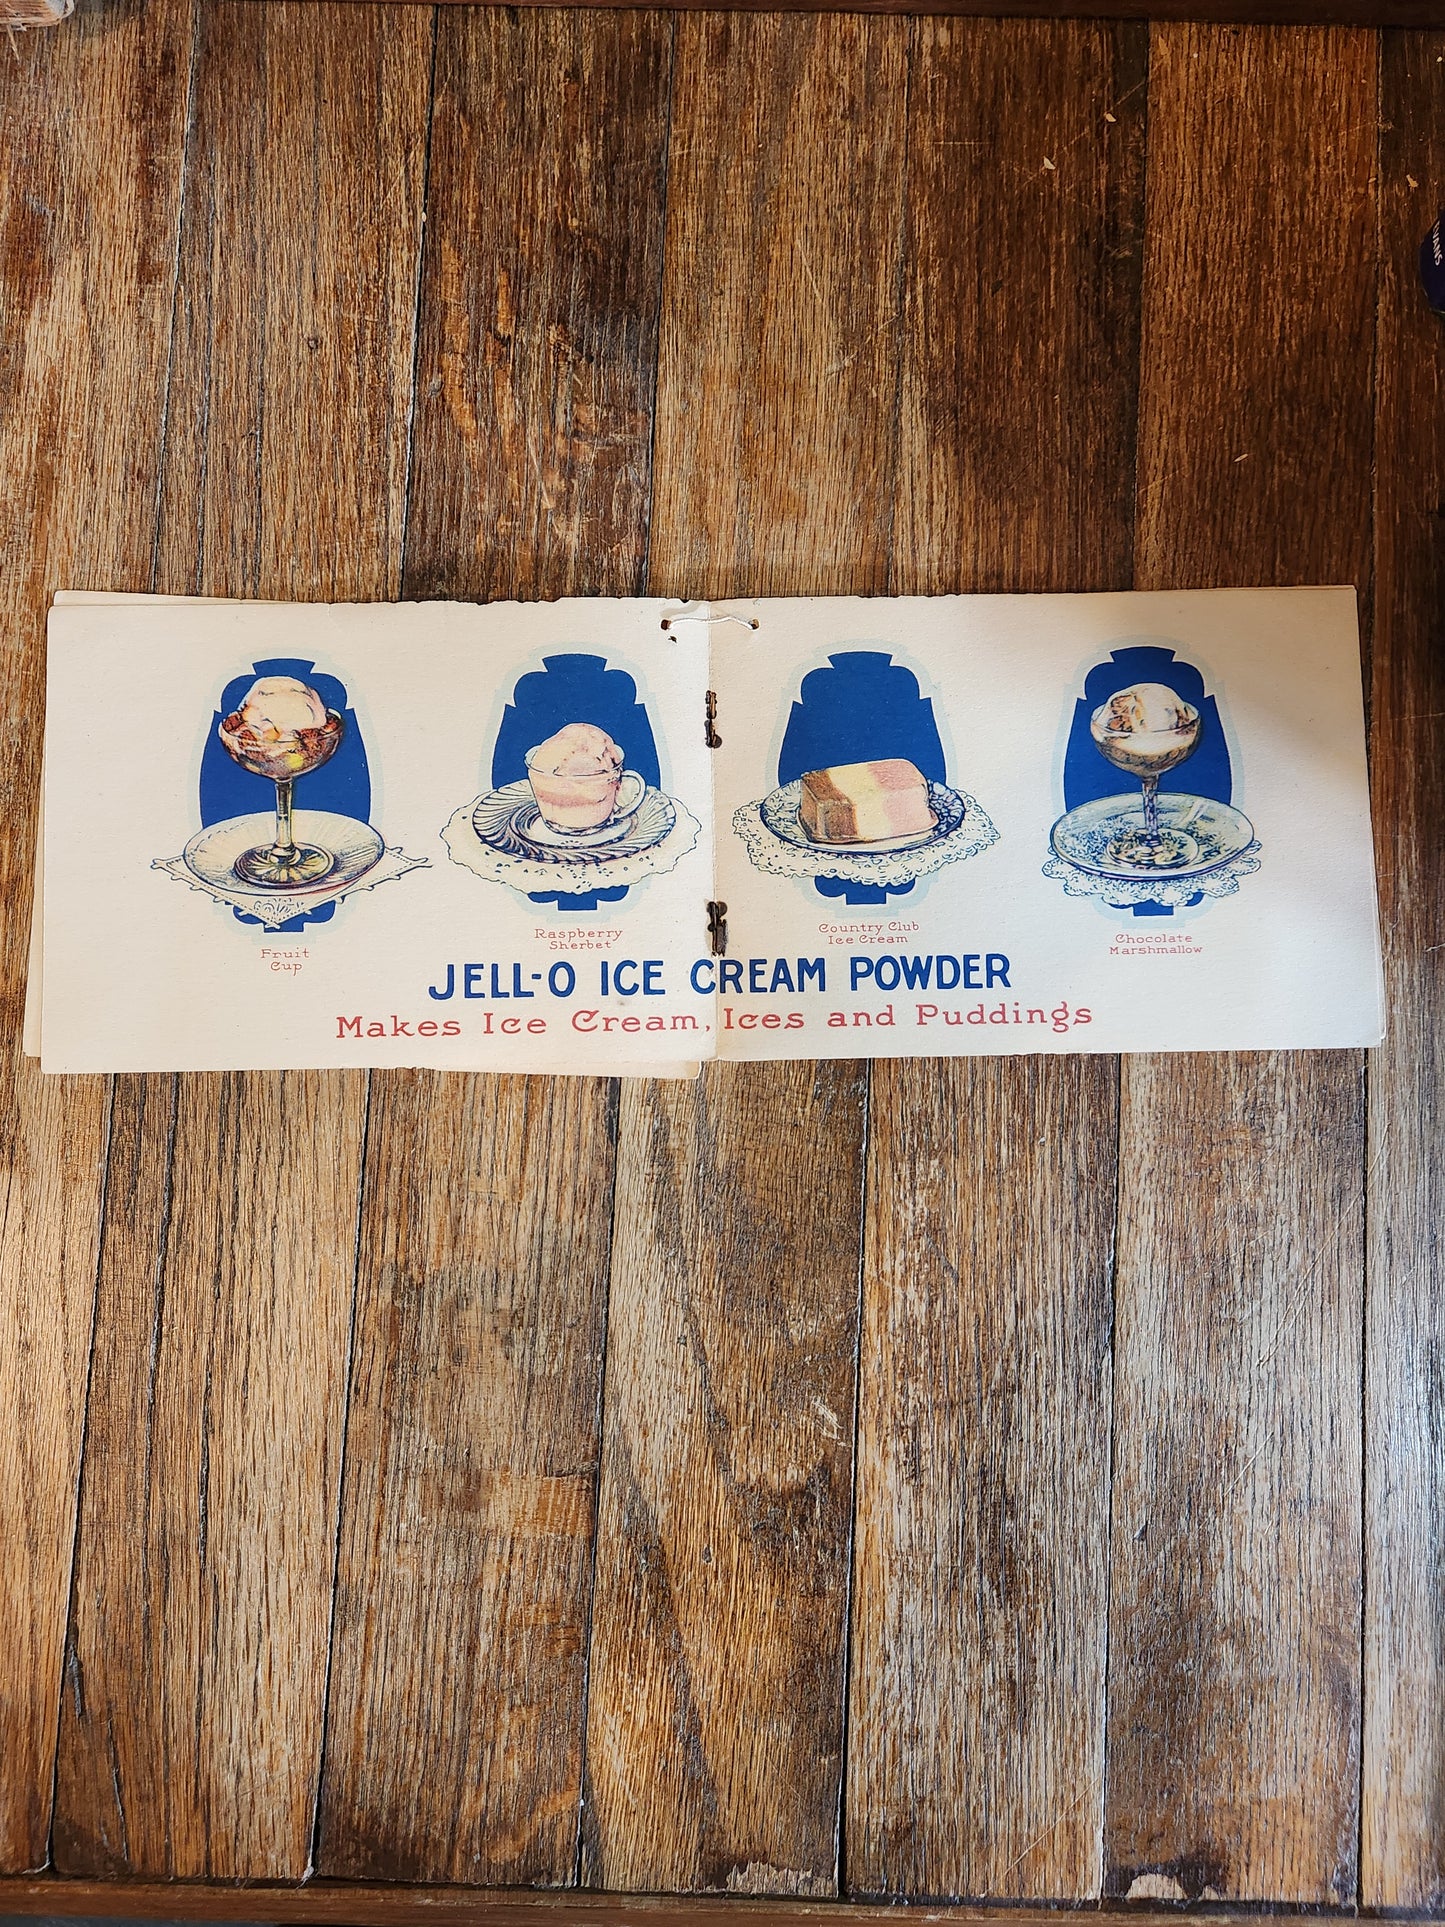 Fruit
Cup
Raspberry
Sherbet
Country Club
Ice Cream
Chocolate
Marshmallow
JELL-O ICE CREAM POWDER
Makes Ice Cream, Ices and Puddings